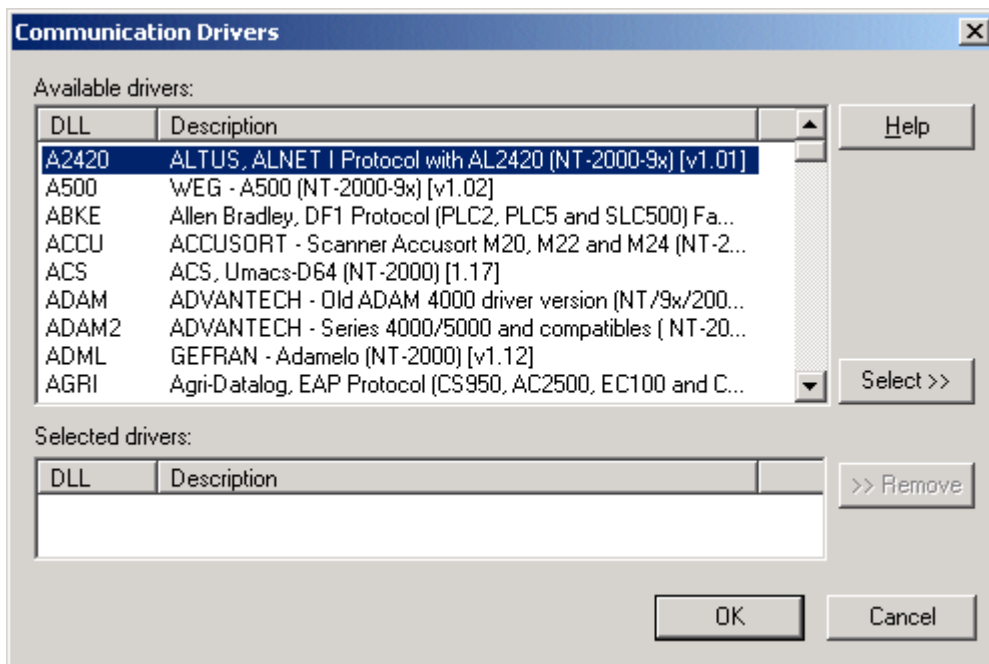 Communication Drivers
Available drivers:
DLL Description
Help
A2420 ALTUS, ALNET I Protocol with AL2420 (NT-2000-9x) [v1.01]
A500 WEG - A500 (NT-2000-9x) [v1.02]
ABKE Allen Bradley, DF1 Protocol (PLC2, PLC5 and SLC500) Fa...
ACCU ACCUSORT - Scanner Accusort M20, M22 and M24 (NT-2...
ACS ACS, Umacs-D64 (NT-2000) [1.17]
ADAM ADVANTECH - Old ADAM 4000 driver version (NT/9x/200...
ADAM2 ADVANTECH - Series 4000/5000 and compatibles ( NT-20...
ADML GEFRAN - Adamelo (NT-2000) [v1.12]
AGRI Agri-Datalog, EAP Protocol (CS950, AC2500, EC100 and C...
Select >>
Selected drivers:
DLL Description
>> Remove
OK Cancel